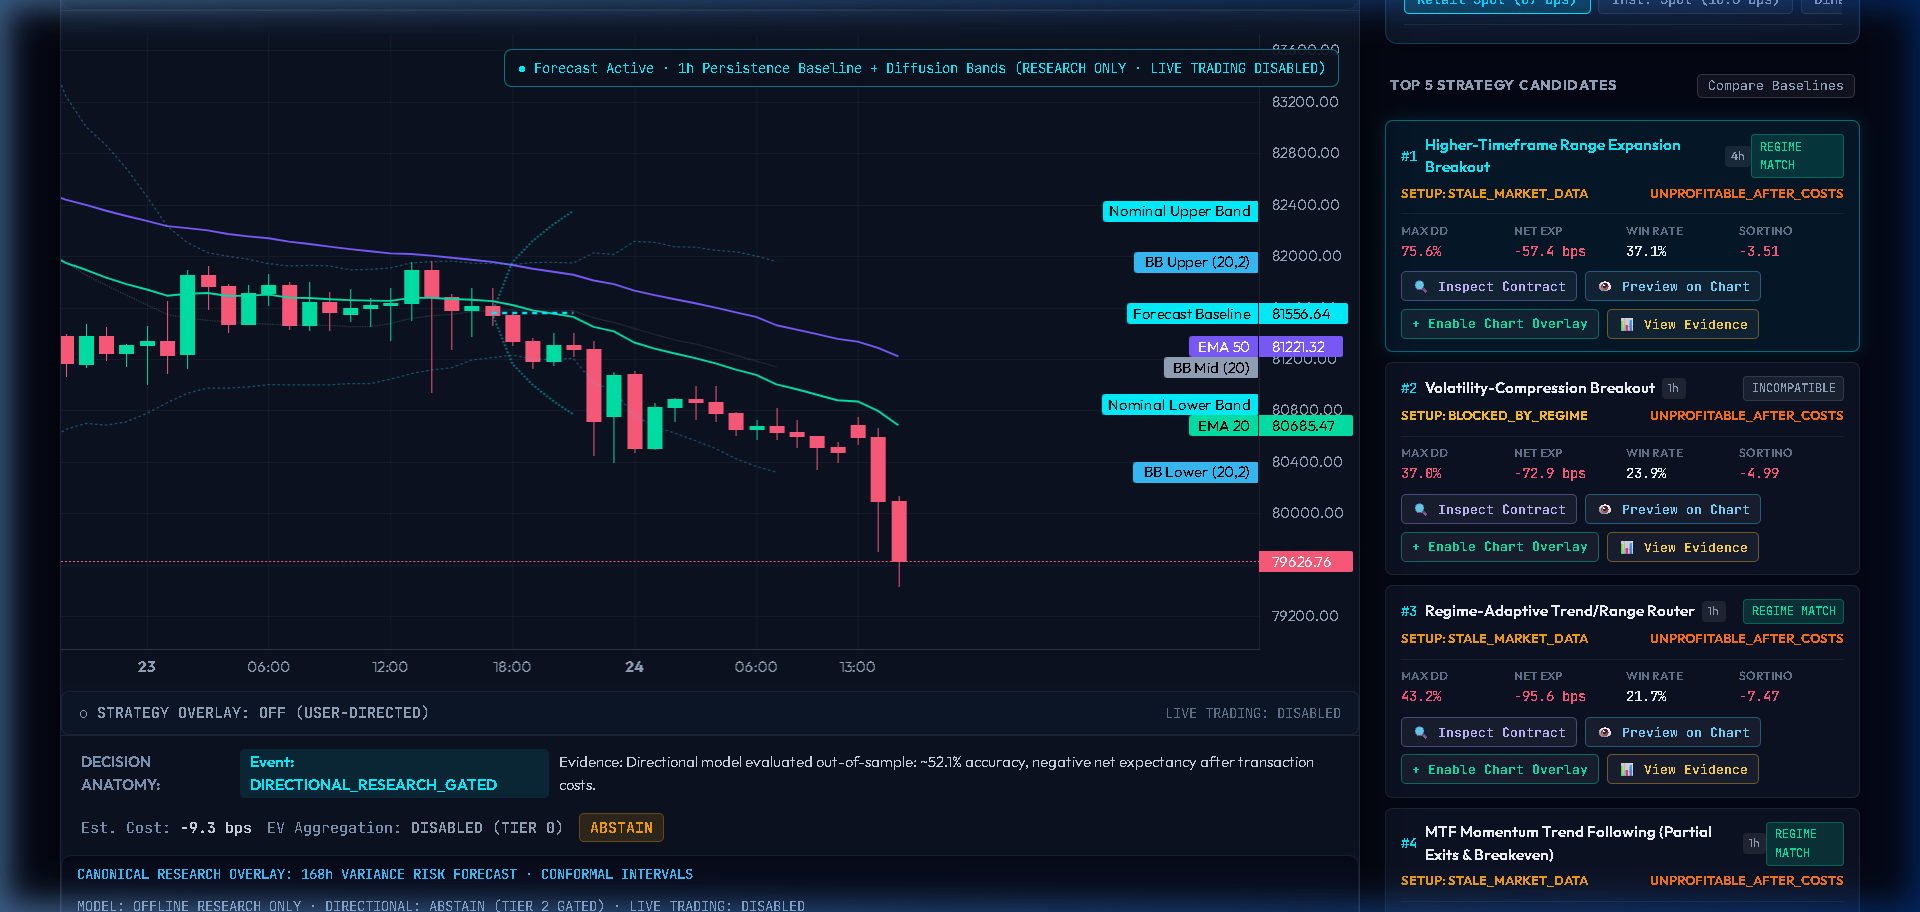 83600.00
● Forecast Active · 1h Persistence Baseline + Diffusion Bands (RESEARCH ONLY · LIVE TRADING DISABLED)
83200.00
82800.00
82400.00
Nominal Upper Band
82000.00
BB Upper (20,2)
Forecast Baseline 81556.64
EMA 50 81221.32
81200.00
BB Mid (20)
Nominal Lower Band
80800.00
EMA 20 80685.47
80400.00
BB Lower (20,2)
80000.00
79626.76
79200.00
23 06:00 12:00 18:00 24 06:00 13:00
○ STRATEGY OVERLAY: OFF (USER-DIRECTED)
LIVE TRADING: DISABLED
DECISION
ANATOMY:
Event:
DIRECTIONAL_RESEARCH_GATED
Evidence: Directional model evaluated out-of-sample: ~52.1% accuracy, negative net expectancy after transaction
costs.
Est. Cost: -9.3 bps EV Aggregation: DISABLED (TIER 0) ABSTAIN
CANONICAL RESEARCH OVERLAY: 168h VARIANCE RISK FORECAST · CONFORMAL INTERVALS
MODEL: OFFLINE RESEARCH ONLY · DIRECTIONAL: ABSTAIN (TIER 2 GATED) · LIVE TRADING: DISABLED
Retail Spot (67 bps)
TOP 5 STRATEGY CANDIDATES
Compare Baselines
#1 Higher-Timeframe Range Expansion
Breakout
4h
REGIME
MATCH
SETUP: STALE_MARKET_DATA UNPROFITABLE_AFTER_COSTS
MAX DD NET EXP WIN RATE SORTINO
75.6% -57.4 bps 37.1% -3.51
Inspect Contract Preview on Chart
+ Enable Chart Overlay View Evidence
#2 Volatility-Compression Breakout 1h INCOMPATIBLE
SETUP: BLOCKED_BY_REGIME UNPROFITABLE_AFTER_COSTS
MAX DD NET EXP WIN RATE SORTINO
37.0% -72.9 bps 23.9% -4.99
Inspect Contract Preview on Chart
+ Enable Chart Overlay View Evidence
#3 Regime-Adaptive Trend/Range Router 1h REGIME MATCH
SETUP: STALE_MARKET_DATA UNPROFITABLE_AFTER_COSTS
MAX DD NET EXP WIN RATE SORTINO
43.2% -95.6 bps 21.7% -7.47
Inspect Contract Preview on Chart
+ Enable Chart Overlay View Evidence
#4 MTF Momentum Trend Following (Partial
Exits & Breakeven)
1h
REGIME
MATCH
SETUP: STALE_MARKET_DATA UNPROFITABLE_AFTER_COSTS